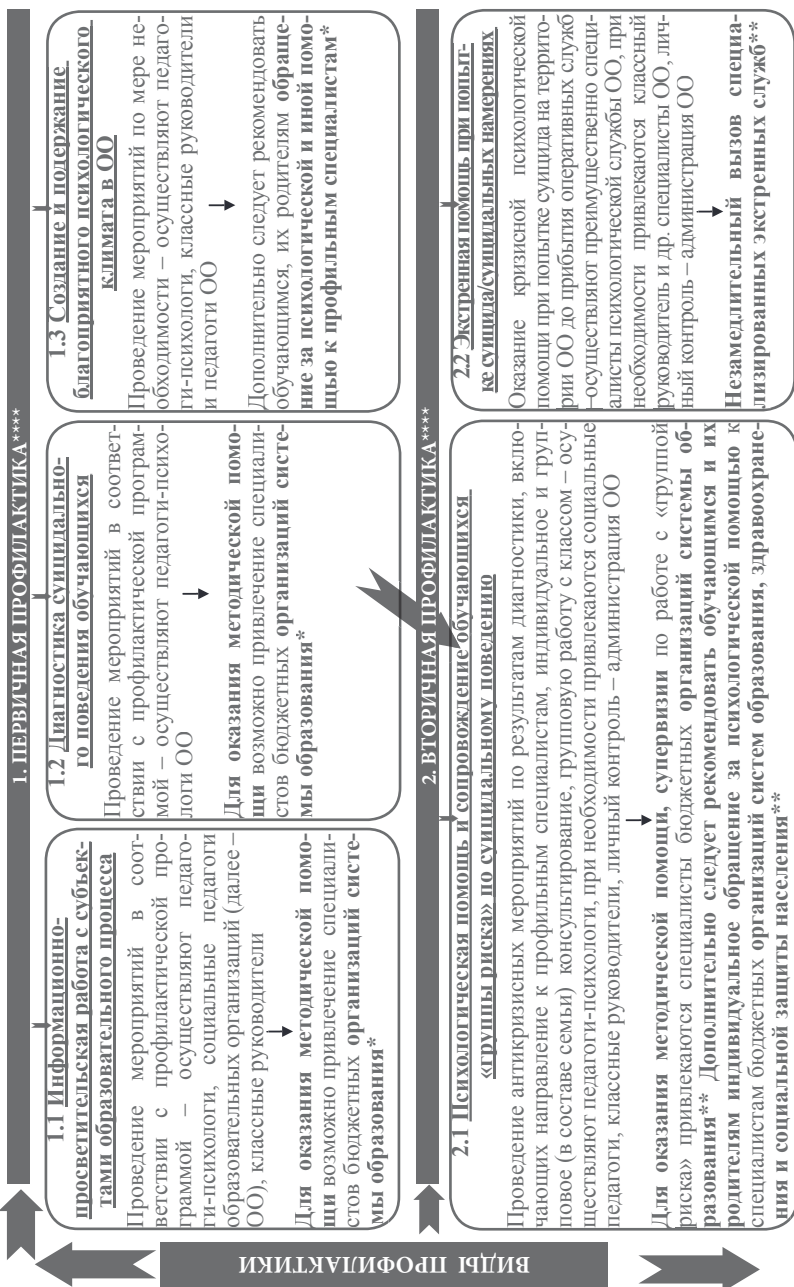 ВИДЫ ПРОФИЛАКТИКИ
1. ПЕРВИЧНАЯ ПРОФИЛАКТИКА****
1.1 Информационно-
просветительская работа с субъек-
тами образовательного процесса
Проведение мероприятий в соот-
ветствии с профилактической про-
граммой – осуществляют педаго-
ги-психологи, социальные педагоги
образовательных организаций (далее –
ОО), классные руководители
Для оказания методической помо-
щи возможно привлечение специали-
стов бюджетных организаций систе-
мы образования*
1.2 Диагностика суицидально-
го поведения обучающихся
Проведение мероприятий в соответ-
ствии с профилактической програм-
мой – осуществляют педагоги-психо-
логи ОО
Для оказания методической помо-
щи возможно привлечение специали-
стов бюджетных организаций систе-
мы образования*
1.3 Создание и подержание
благоприятного психологического
климата в ОО
Проведение мероприятий по мере не-
обходимости – осуществляют педаго-
ги-психологи, классные руководители
и педагоги ОО
Дополнительно следует рекомендовать
обучающимся, их родителям обраще-
ние за психологической и иной помо-
щью к профильным специалистам*
2. ВТОРИЧНАЯ ПРОФИЛАКТИКА****
2.1 Психологическая помощь и сопровождение обучающихся
«группы риска» по суицидальному поведению
Проведение антикризисных мероприятий по результатам диагностики, вклю-
чающих направление к профильным специалистам, индивидуальное и груп-
повое (в составе семьи) консультирование, групповую работу с классом – осу-
ществляют педагоги-психологи, при необходимости привлекаются социальные
педагоги, классные руководители, личный контроль – администрация ОО
Для оказания методической помощи, супервизии по работе с «группой
риска» привлекаются специалисты бюджетных организаций системы об-
разования** Дополнительно следует рекомендовать обучающимся и их
родителям индивидуальное обращение за психологической помощью к
специалистам бюджетных организаций систем образования, здравоохране-
ния и социальной защиты населения**
2.2 Экстренная помощь при попыт-
ке суицида/суицидальных намерениях
Оказание кризисной психологической
помощи при попытке суицида на террито-
рии ОО до прибытия оперативных служб
–осуществляют преимущественно специ-
алисты психологической службы ОО, при
необходимости привлекаются классный
руководитель и др. специалисты ОО, лич-
ный контроль – администрация ОО
Незамедлительный вызов специа-
лизированных экстренных служб**